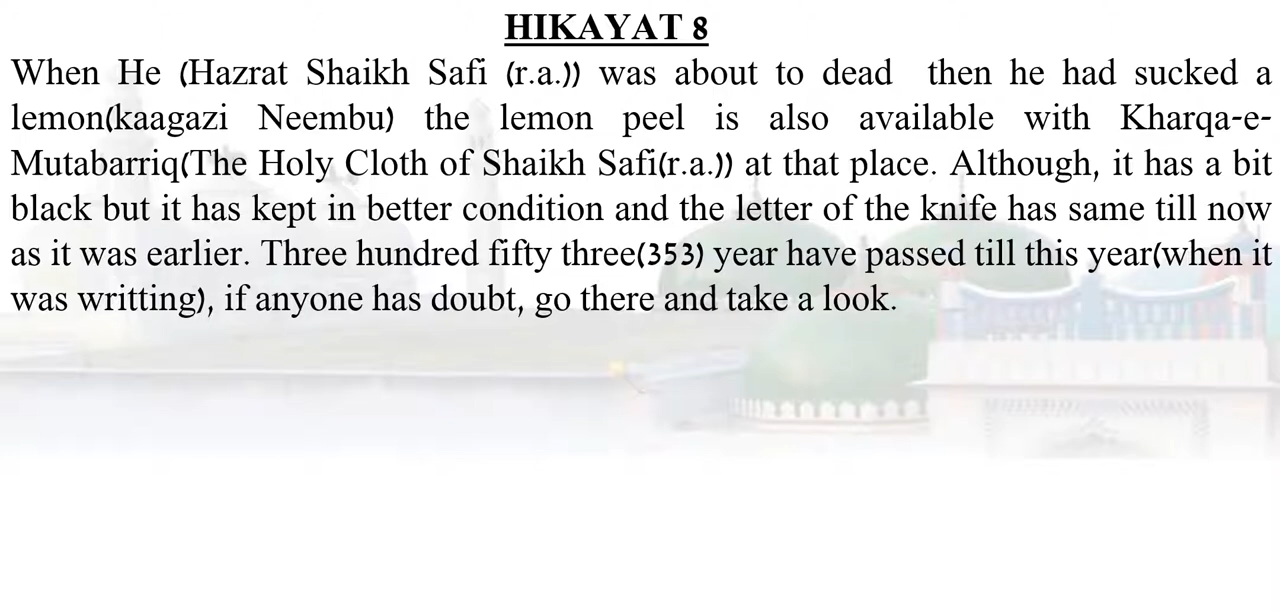 HIKAYAT 8
When He (Hazrat Shaikh Safi (r.a.)) was about to dead then he had sucked a
lemon(kaagazi Neembu) the lemon peel is also available with Kharqa-e-
Mutabarriq(The Holy Cloth of Shaikh Safi(r.a.)) at that place. Although, it has a bit
black but it has kept in better condition and the letter of the knife has same till now
as it was earlier. Three hundred fifty three(353) year have passed till this year(when it
was writting), if anyone has doubt, go there and take a look.